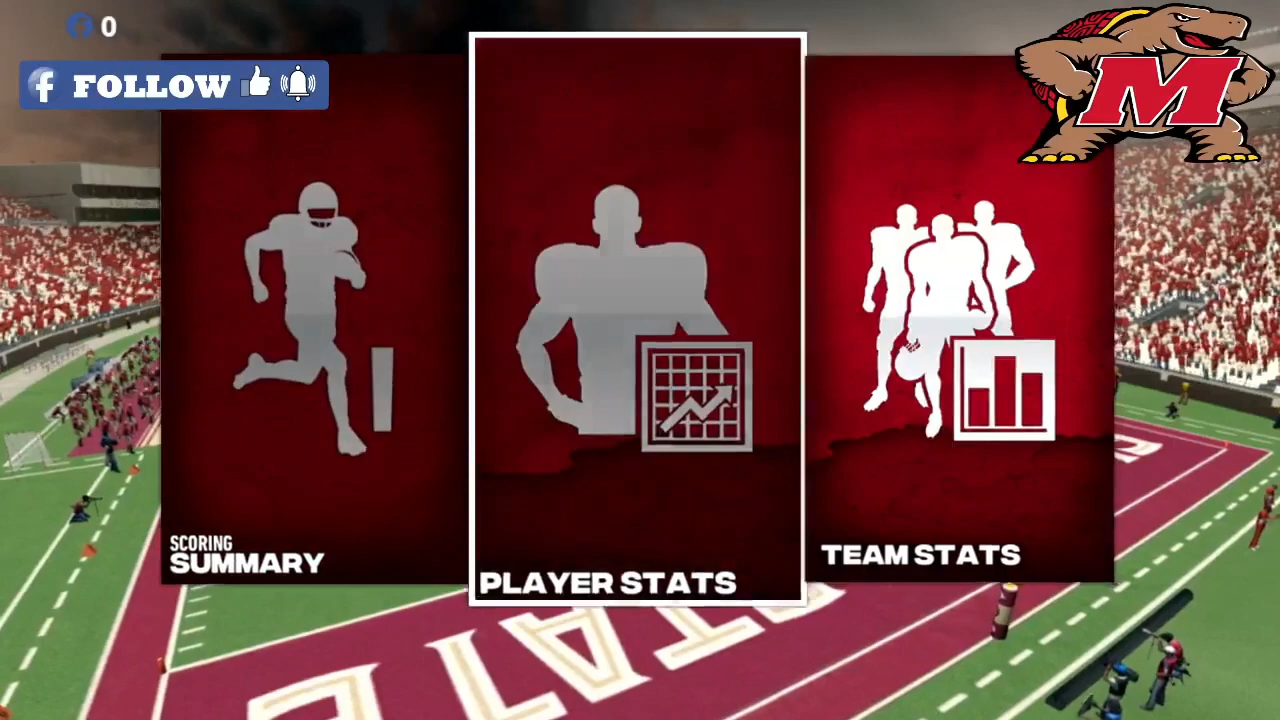 0
FOLLOW
M
SCORING
SUMMARY
PLAYER STATS
TEAM STATS
STATE